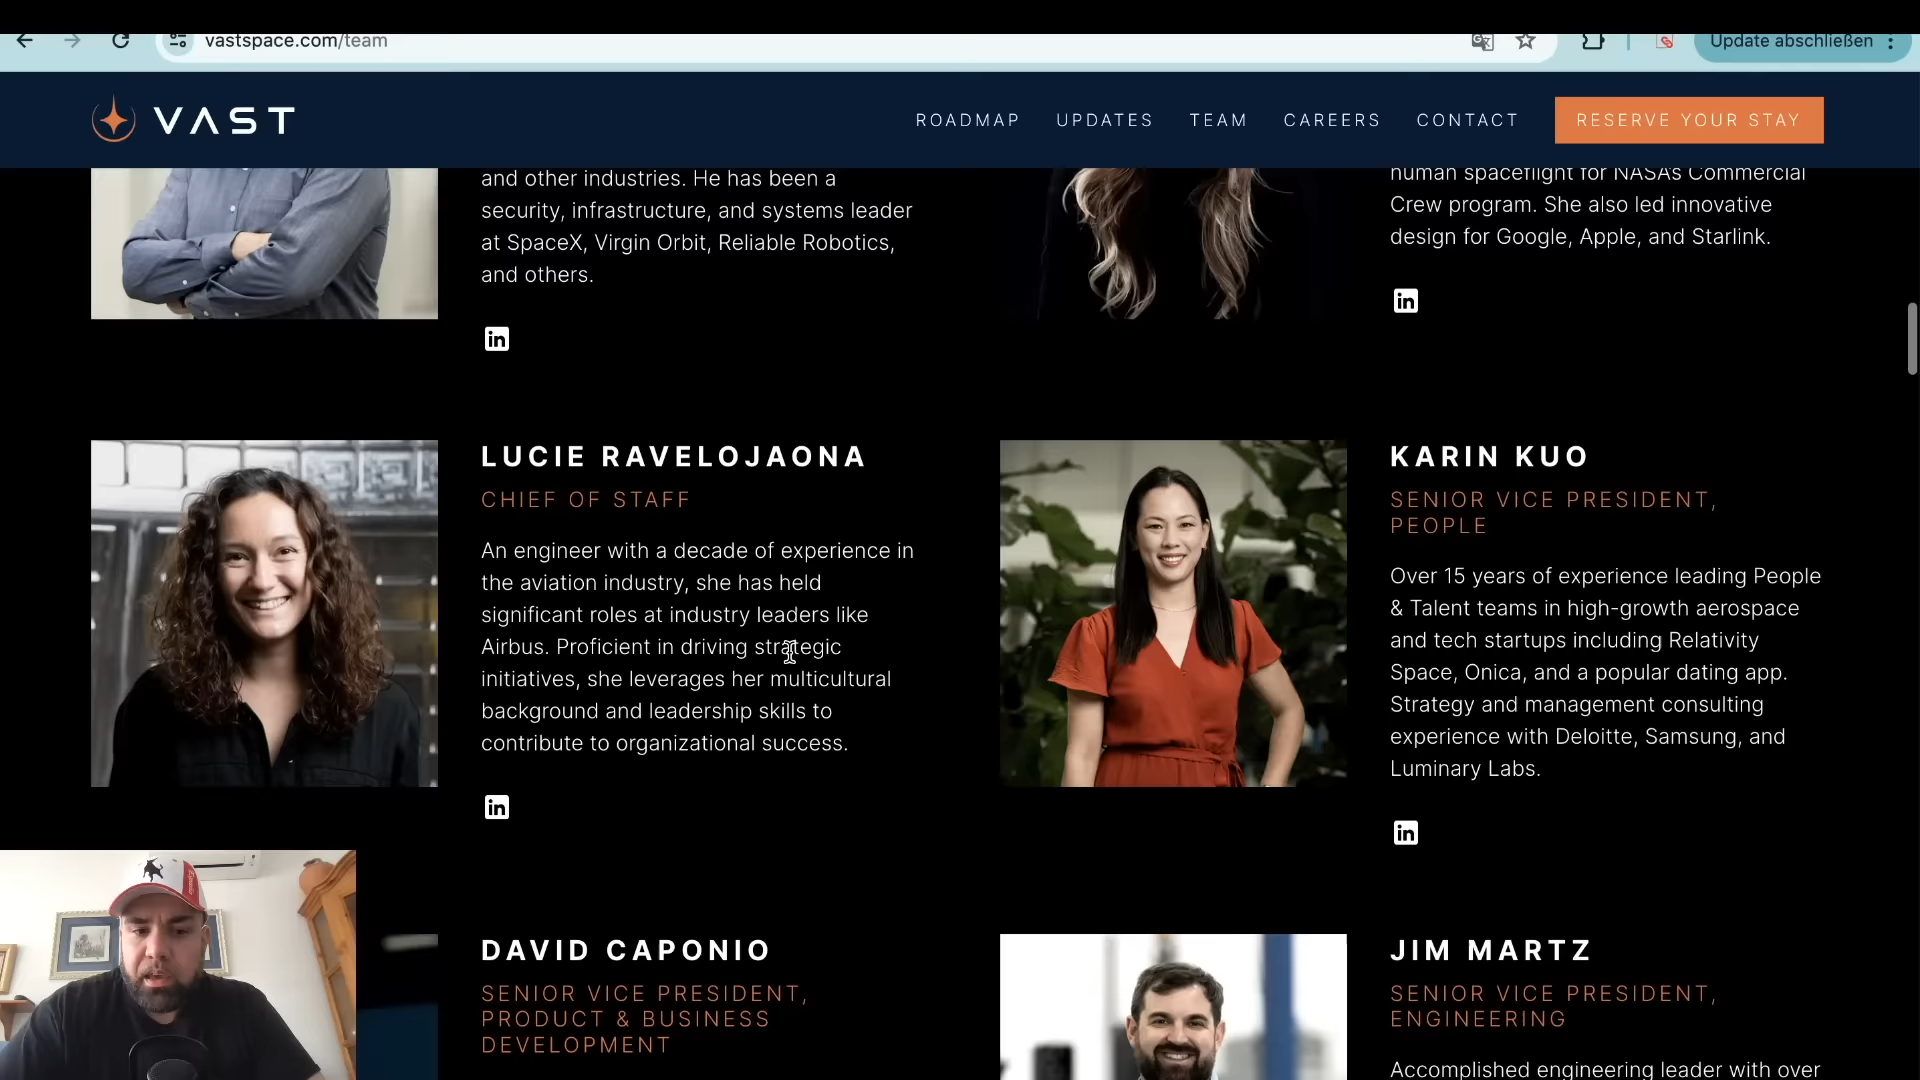 vastspace.com/team
Update abschließen
VAST
ROADMAP
UPDATES
TEAM
CAREERS
CONTACT
RESERVE YOUR STAY
and other industries. He has been a
security, infrastructure, and systems leader
at SpaceX, Virgin Orbit, Reliable Robotics,
and others.
in
human spaceflight for NASAs Commercial
Crew program. She also led innovative
design for Google, Apple, and Starlink.
in
LUCIE RAVELOJAONA
CHIEF OF STAFF
An engineer with a decade of experience in
the aviation industry, she has held
significant roles at industry leaders like
Airbus. Proficient in driving strategic
initiatives, she leverages her multicultural
background and leadership skills to
contribute to organizational success.
in
KARIN KUO
SENIOR VICE PRESIDENT,
PEOPLE
Over 15 years of experience leading People
& Talent teams in high-growth aerospace
and tech startups including Relativity
Space, Onica, and a popular dating app.
Strategy and management consulting
experience with Deloitte, Samsung, and
Luminary Labs.
in
DAVID CAPONIO
SENIOR VICE PRESIDENT,
PRODUCT & BUSINESS
DEVELOPMENT
JIM MARTZ
SENIOR VICE PRESIDENT,
ENGINEERING
Accomplished engineering leader with over